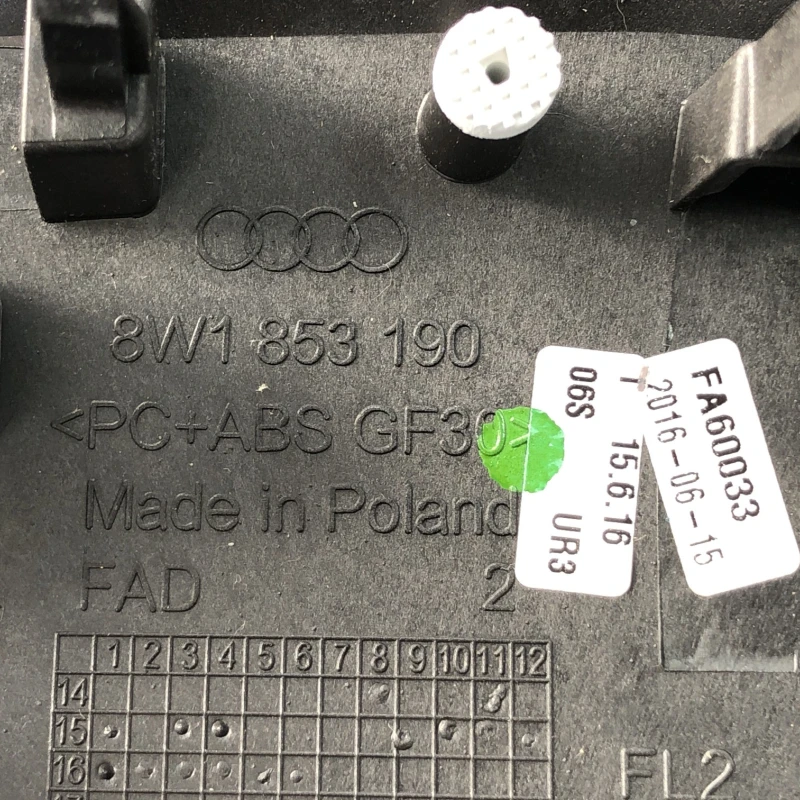 8W1 853 190
<PC+ABS GF30>
Made in Poland
FAD 2
06S
T 15.6.16
UR3
FA60033
2016-06-15
1 2 3 4 5 6 7 8 9 10 11 12
14
15
16
FL2